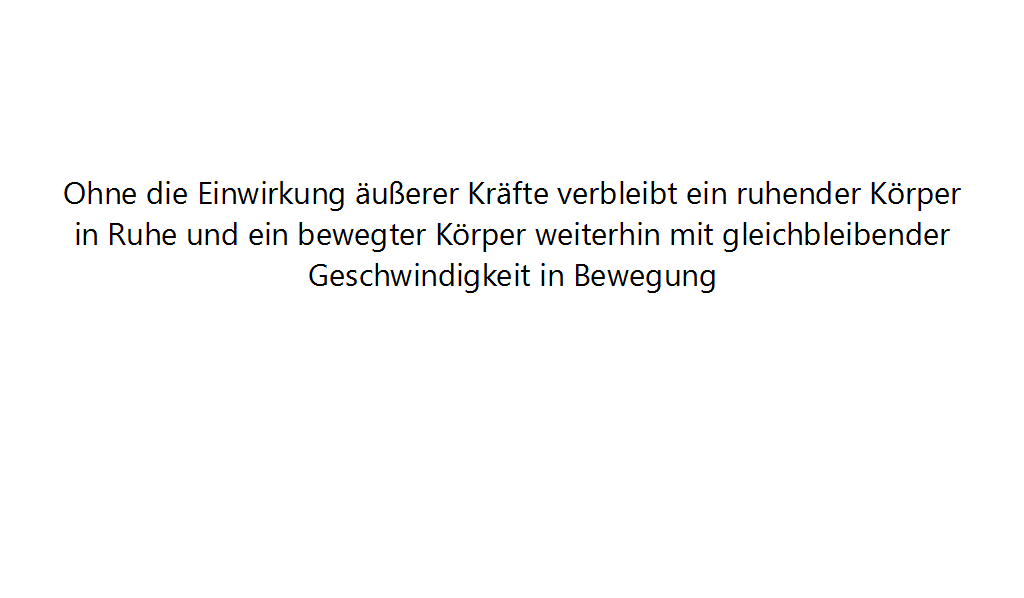 Ohne die Einwirkung äußerer Kräfte verbleibt ein ruhender Körper
in Ruhe und ein bewegter Körper weiterhin mit gleichbleibender
Geschwindigkeit in Bewegung